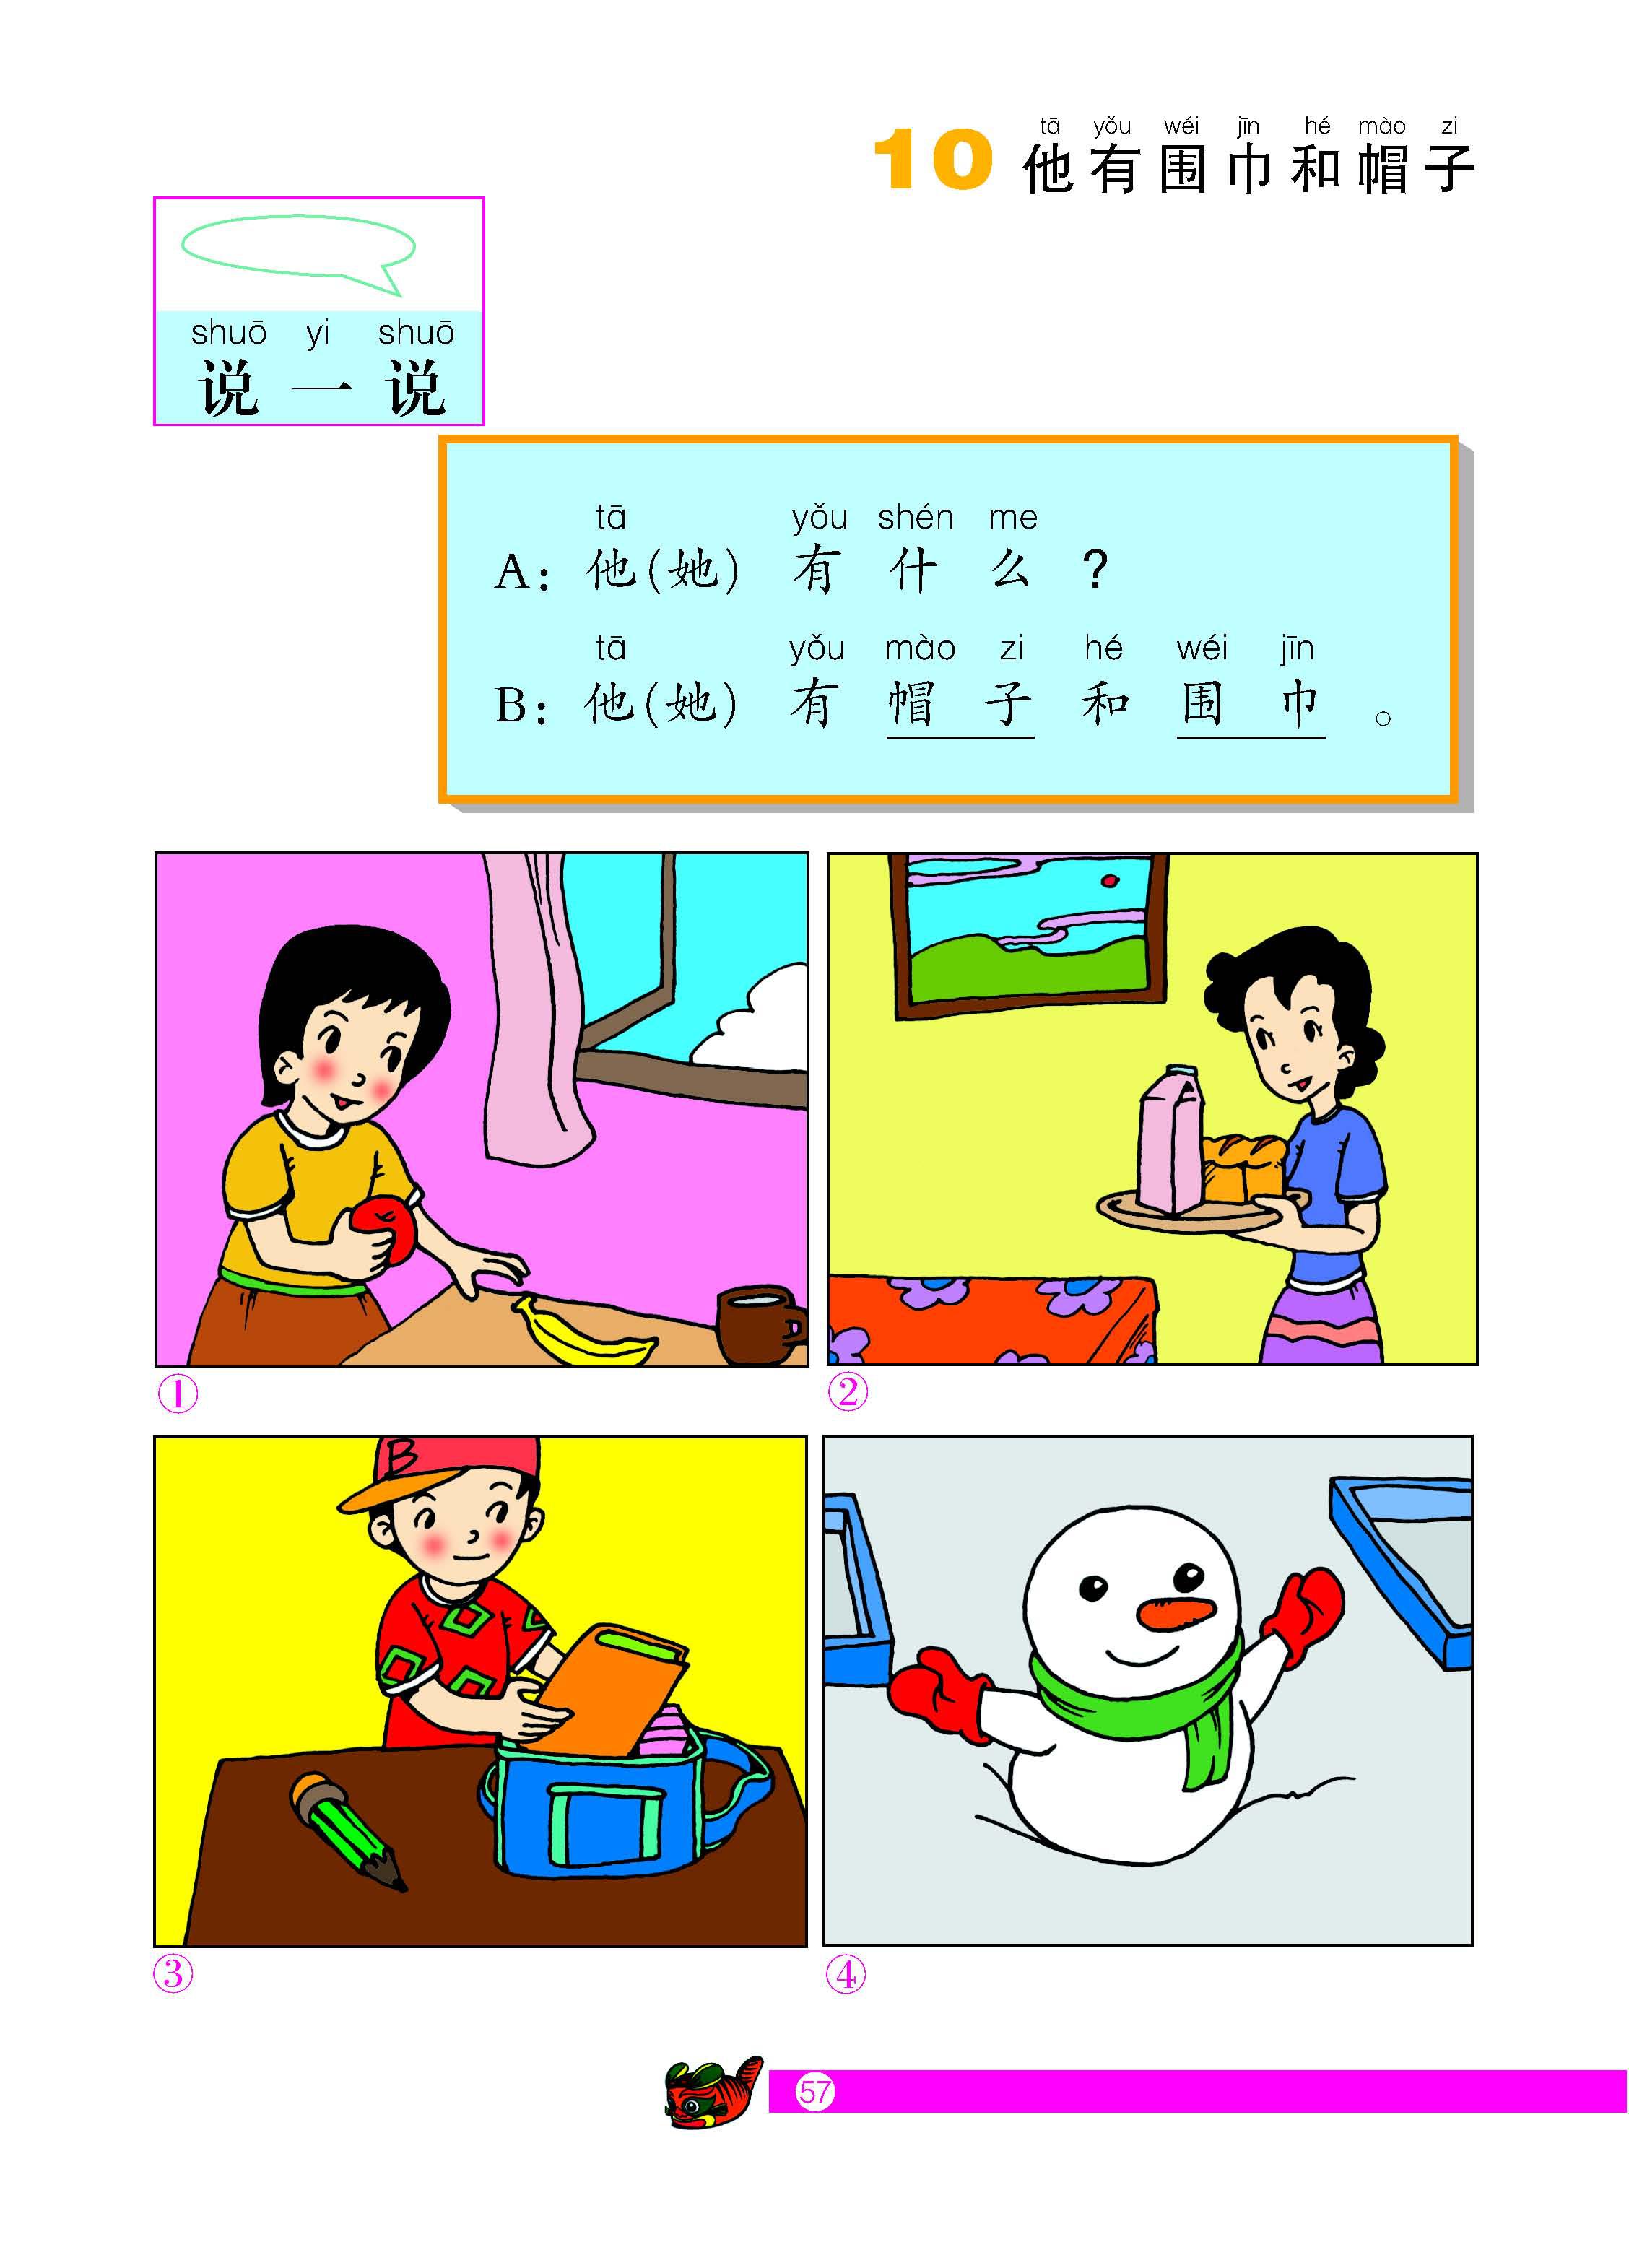 tā yǒu wéi jīn hé mào zi
10 他有围巾和帽子
shuō yi shuō
说一说
tā yǒu shén me
A：他（她） 有 什 么 ？
tā yǒu mào zi hé wéi jīn
B：他（她） 有 帽 子 和 围 巾 。
①
②
B
③
④
57